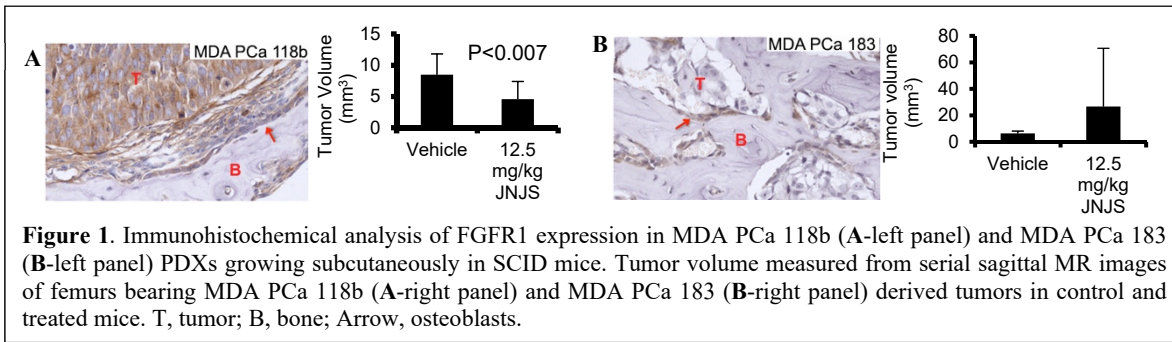 A
MDA PCa 118b
T
B
Tumor Volume
(mm³)
15
10
5
0
P<0.007
Vehicle
12.5
mg/kg
JNJS
B
MDA PCa 183
T
B
Tumor volume
(mm³)
80
60
40
20
0
Vehicle
12.5
mg/kg
JNJS
Figure 1. Immunohistochemical analysis of FGFR1 expression in MDA PCa 118b (A-left panel) and MDA PCa 183
(B-left panel) PDXs growing subcutaneously in SCID mice. Tumor volume measured from serial sagittal MR images
of femurs bearing MDA PCa 118b (A-right panel) and MDA PCa 183 (B-right panel) derived tumors in control and
treated mice. T, tumor; B, bone; Arrow, osteoblasts.